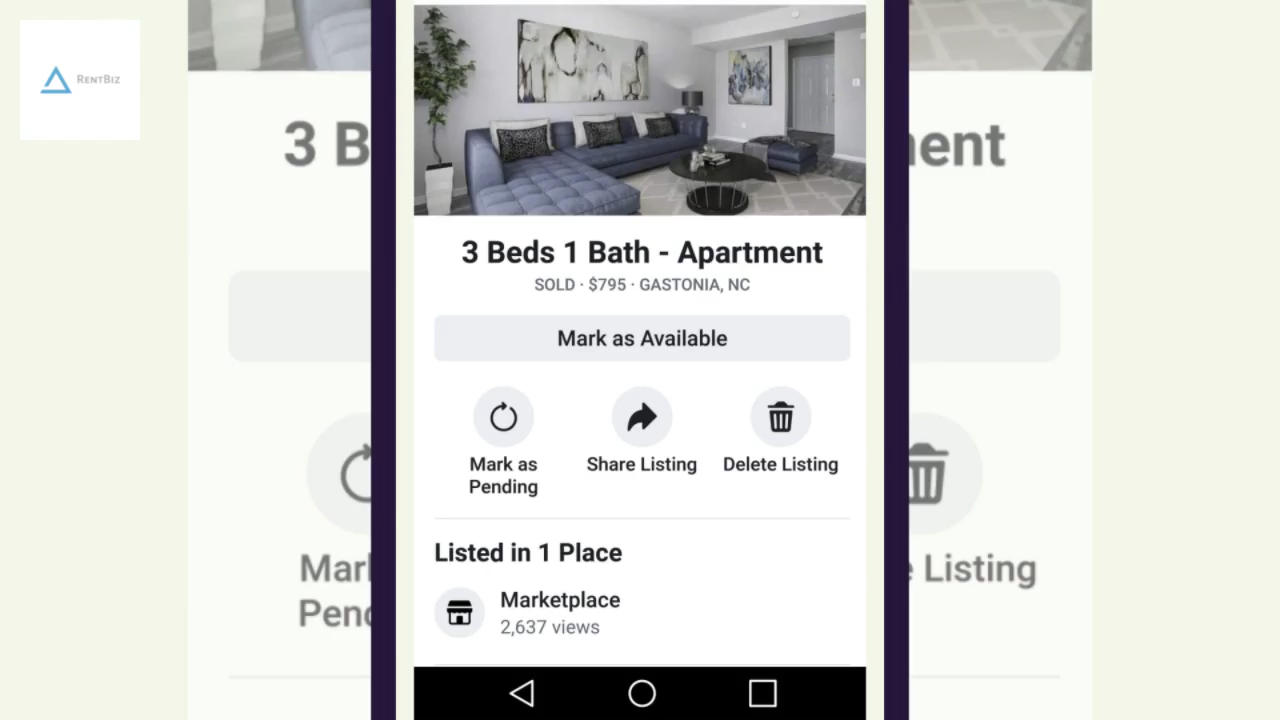 RENTBIZ
3 Beds 1 Bath - Apartment
SOLD · $795 · GASTONIA, NC
Mark as Available
Mark as
Pending
Share Listing
Delete Listing
Listed in 1 Place
Marketplace
2,637 views
3 B
ent
Mar
Pend
Listing